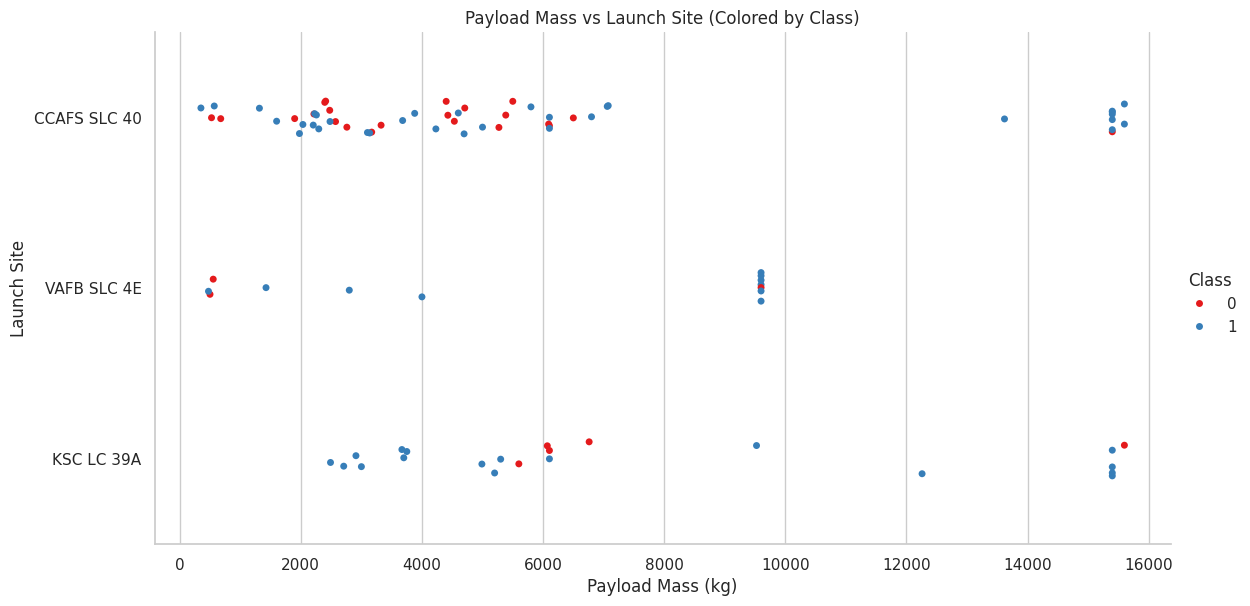 Payload Mass vs Launch Site (Colored by Class)
CCAFS SLC 40
VAFB SLC 4E
KSC LC 39A
Launch Site
0 2000 4000 6000 8000 10000 12000 14000 16000
Payload Mass (kg)
Class
0
1